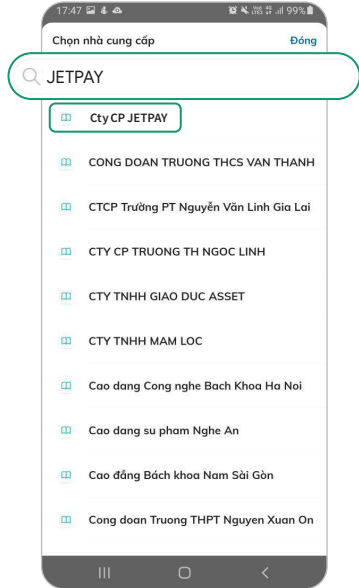 17:47 99%
Chọn nhà cung cấp Đóng
JETPAY
Cty CP JETPAY
CONG DOAN TRUONG THCS VAN THANH
CTCP Trường PT Nguyễn Văn Linh Gia Lai
CTY CP TRUONG TH NGOC LINH
CTY TNHH GIAO DUC ASSET
CTY TNHH MAM LOC
Cao dang Cong nghe Bach Khoa Ha Noi
Cao dang su pham Nghe An
Cao đẳng Bách khoa Nam Sài Gòn
Cong doan Truong THPT Nguyen Xuan On